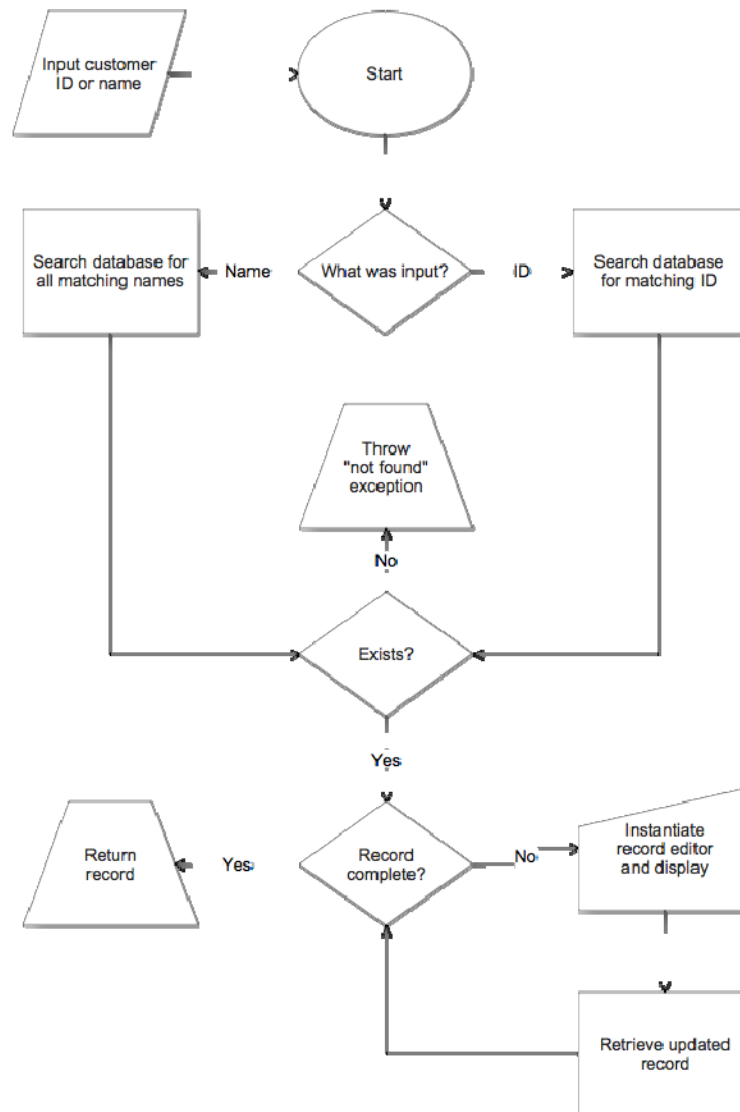 Input customer
ID or name
Start
Search database for
all matching names
Name
What was input?
ID
Search database
for matching ID
Throw
"not found"
exception
No
Exists?
Yes
Return
record
Yes
Record
complete?
No
Instantiate
record editor
and display
Retrieve updated
record